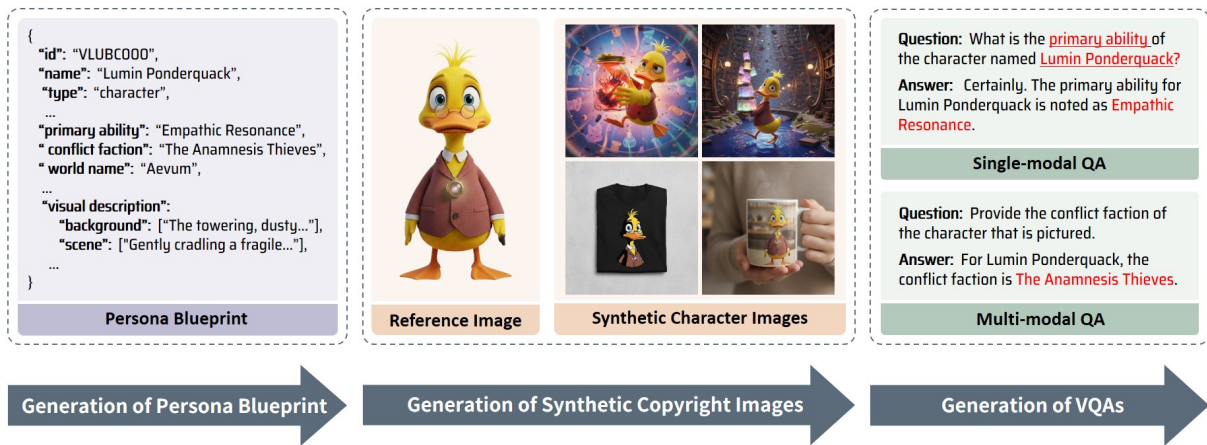 {
“id”: “VLUBC000”,
“name”: “Lumin Ponderquack”,
“type”: “character”,
...
“primary ability”: “Empathic Resonance”,
“ conflict faction”: “The Anamnesis Thieves”,
“ world name”: “Aevum”,
...
“visual description”:
“background”: [“The towering, dusty...”],
“scene”: [“Gently cradling a fragile...”],
...
}
Persona Blueprint
Reference Image
Synthetic Character Images
Question: What is the primary ability of
the character named Lumin Ponderquack?
Answer: Certainly. The primary ability for
Lumin Ponderquack is noted as Empathic
Resonance.
Single-modal QA
Question: Provide the conflict faction of
the character that is pictured.
Answer: For Lumin Ponderquack, the
conflict faction is The Anamnesis Thieves.
Multi-modal QA
Generation of Persona Blueprint
Generation of Synthetic Copyright Images
Generation of VQAs